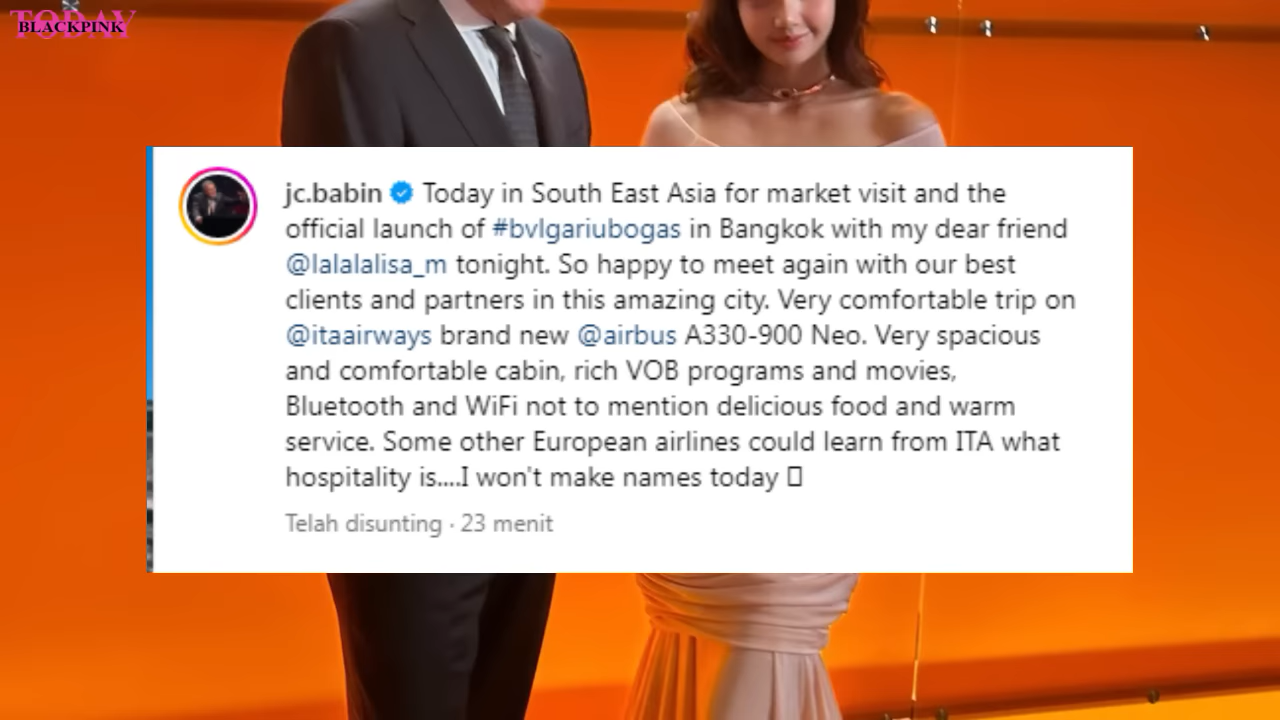 TODAY
BLACKPINK
jc.babin Today in South East Asia for market visit and the
official launch of #bvlgariubogas in Bangkok with my dear friend
@lalalalisa_m tonight. So happy to meet again with our best
clients and partners in this amazing city. Very comfortable trip on
@itaairways brand new @airbus A330-900 Neo. Very spacious
and comfortable cabin, rich VOB programs and movies,
Bluetooth and WiFi not to mention delicious food and warm
service. Some other European airlines could learn from ITA what
hospitality is....I won't make names today
Telah disunting · 23 menit